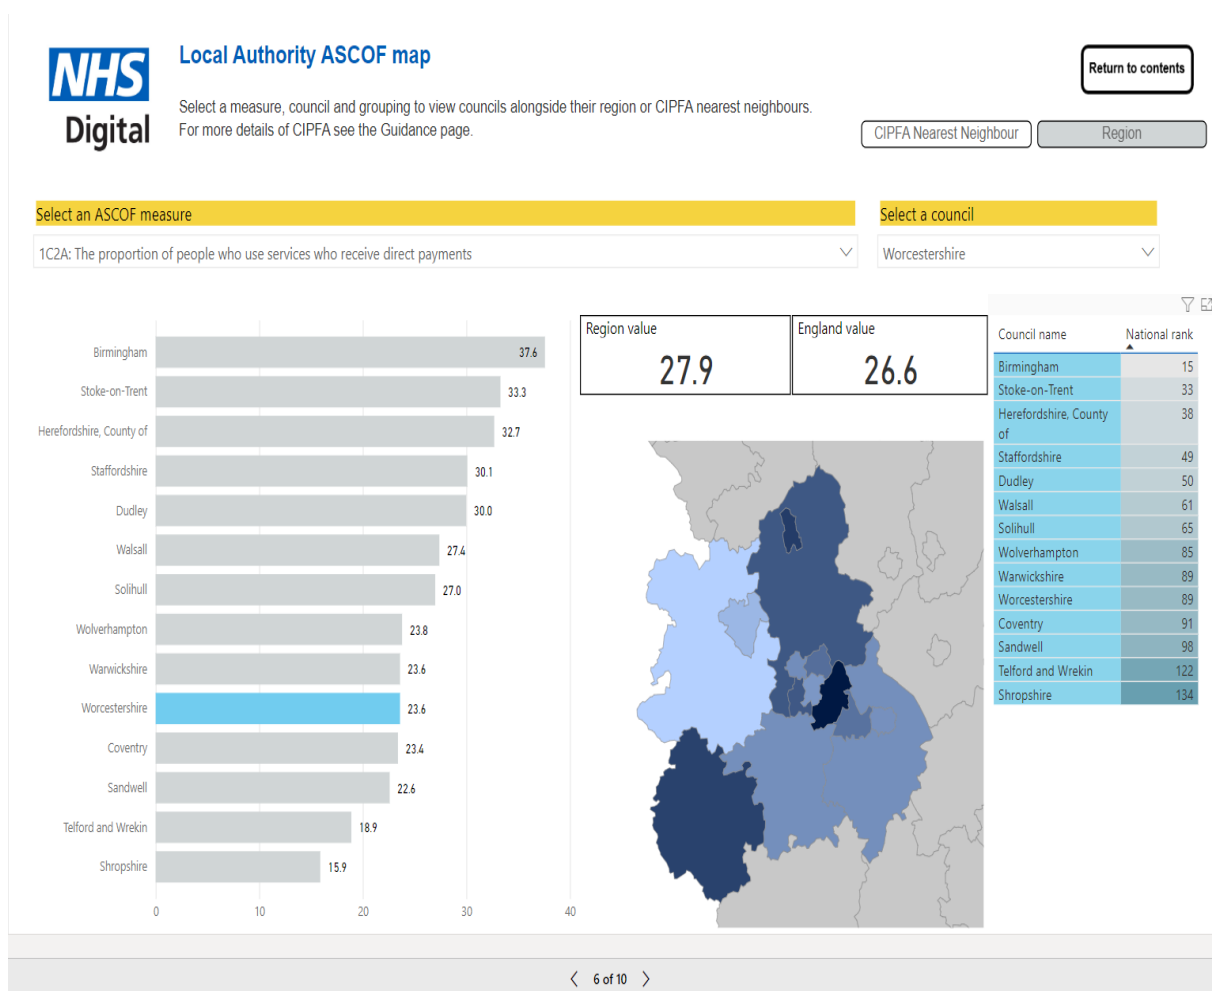 NHS
Digital
Local Authority ASCOF map
Select a measure, council and grouping to view councils alongside their region or CIPFA nearest neighbours.
For more details of CIPFA see the Guidance page.
Return to contents
CIPFA Nearest Neighbour
Region
Select an ASCOF measure
1C2A: The proportion of people who use services who receive direct payments
Select a council
Worcestershire
Birmingham 37.6
Stoke-on-Trent 33.3
Herefordshire, County of 32.7
Staffordshire 30.1
Dudley 30.0
Walsall 27.4
Solihull 27.0
Wolverhampton 23.8
Warwickshire 23.6
Worcestershire 23.6
Coventry 23.4
Sandwell 22.6
Telford and Wrekin 18.9
Shropshire 15.9
0 10 20 30 40
Region value
27.9
England value
26.6
Council name National rank
Birmingham 15
Stoke-on-Trent 33
Herefordshire, County 38
of
Staffordshire 49
Dudley 50
Walsall 61
Solihull 65
Wolverhampton 85
Warwickshire 89
Worcestershire 89
Coventry 91
Sandwell 98
Telford and Wrekin 122
Shropshire 134
6 of 10